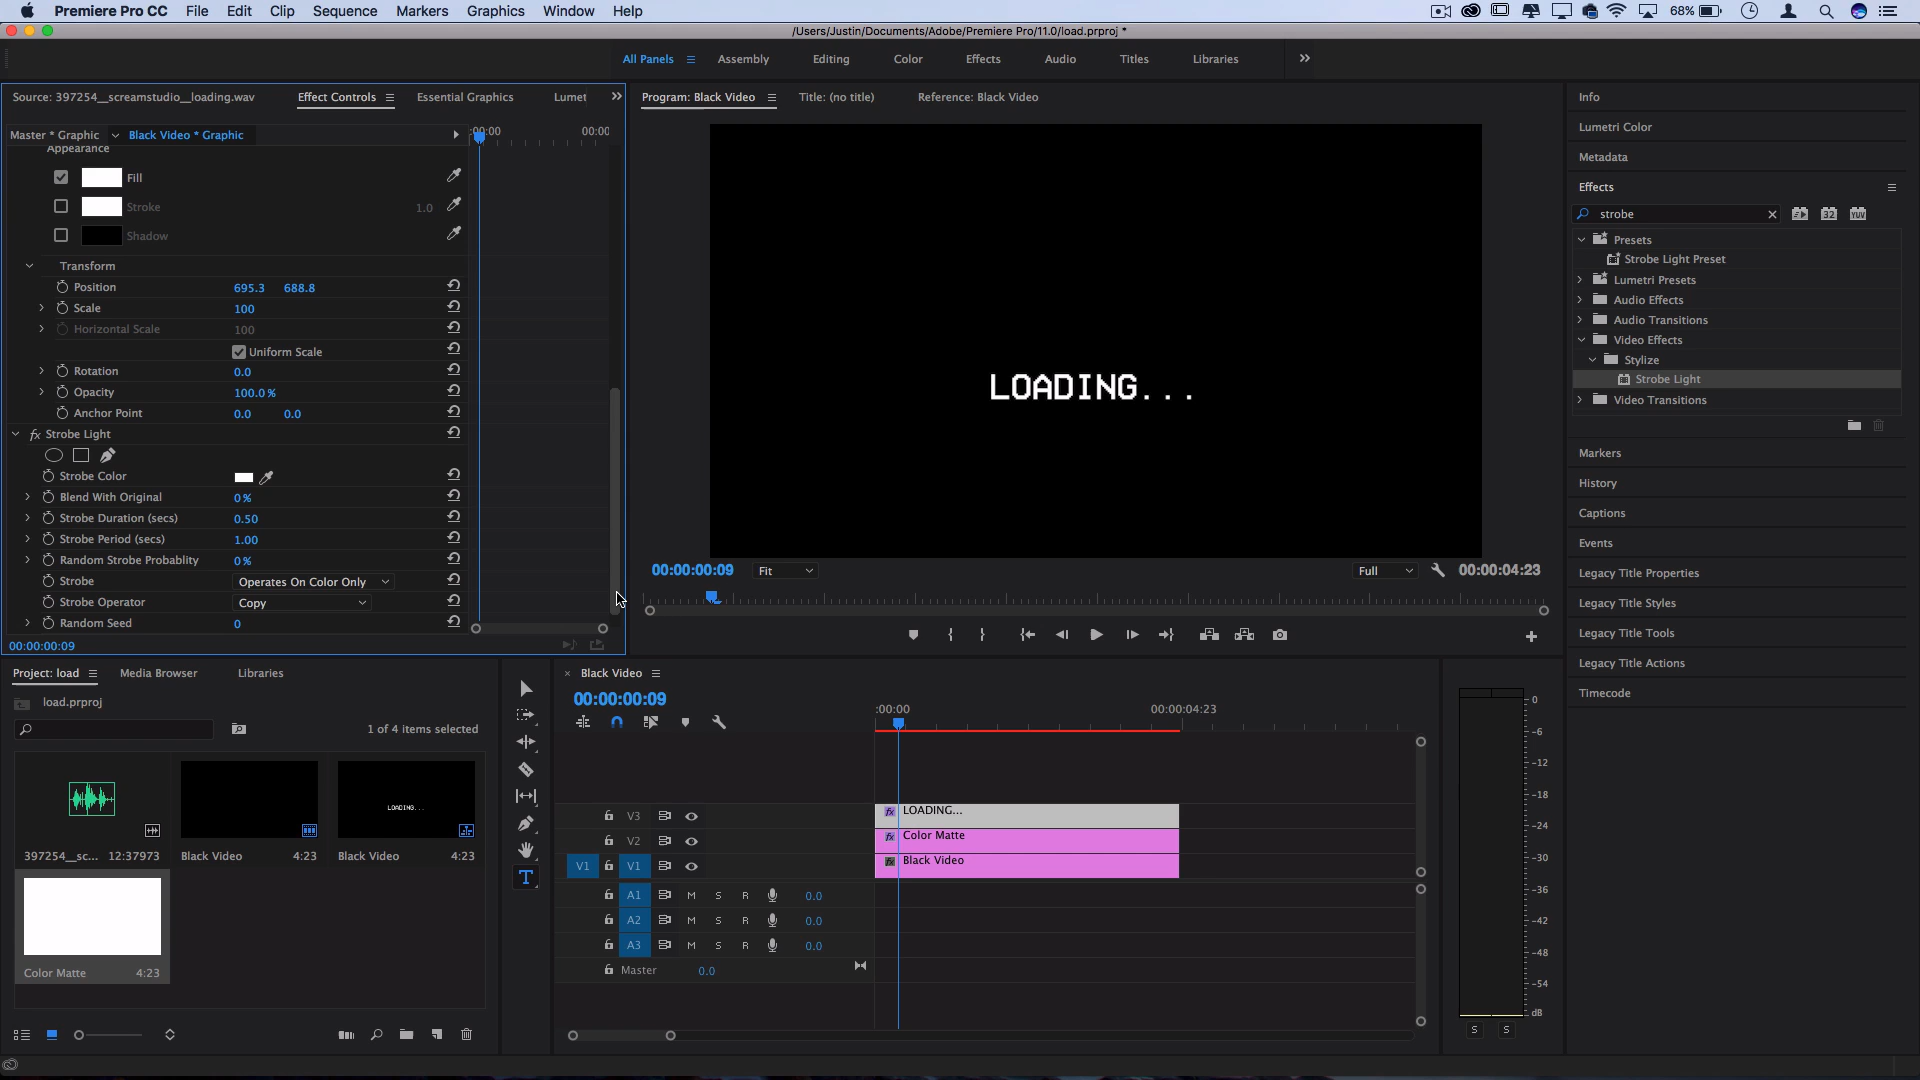 Premiere Pro CC File Edit Clip Sequence Markers Graphics Window Help 68%
/Users/Justin/Documents/Adobe/Premiere Pro/11.0/load.prproj *
All Panels Assembly Editing Color Effects Audio Titles Libraries
Source: 397254__screamstudio__loading.wav Effect Controls Essential Graphics Lumet
Master * Graphic Black Video * Graphic :00:00 00:00
Appearance
Fill
Stroke 1.0
Shadow
Transform
Position 695.3 688.8
Scale 100
Horizontal Scale 100
Uniform Scale
Rotation 0.0
Opacity 100.0 %
Anchor Point 0.0 0.0
fx Strobe Light
Strobe Color
Blend With Original 0 %
Strobe Duration (secs) 0.50
Strobe Period (secs) 1.00
Random Strobe Probablity 0 %
Strobe Operates On Color Only
Strobe Operator Copy
Random Seed 0
00:00:00:09
Program: Black Video Title: (no title) Reference: Black Video
LOADING...
00:00:00:09 Fit Full 00:00:04:23
Info
Lumetri Color
Metadata
Effects
strobe 32 YUV
Presets
Strobe Light Preset
Lumetri Presets
Audio Effects
Audio Transitions
Video Effects
Stylize
Strobe Light
Video Transitions
Markers
History
Captions
Events
Legacy Title Properties
Legacy Title Styles
Legacy Title Tools
Legacy Title Actions
Timecode
Project: load Media Browser Libraries
load.prproj
1 of 4 items selected
LOADING...
397254__sc... 12:37973 Black Video 4:23 Black Video 4:23
Color Matte 4:23
T
× Black Video
00:00:00:09
:00:00 00:00:04:23
V3 fx LOADING...
V2 fx Color Matte
V1 V1 fx Black Video
A1 M S R 0.0
A2 M S R 0.0
A3 M S R 0.0
Master 0.0
0
-6
-12
-18
-24
-30
-36
-42
-48
-54
dB
S S